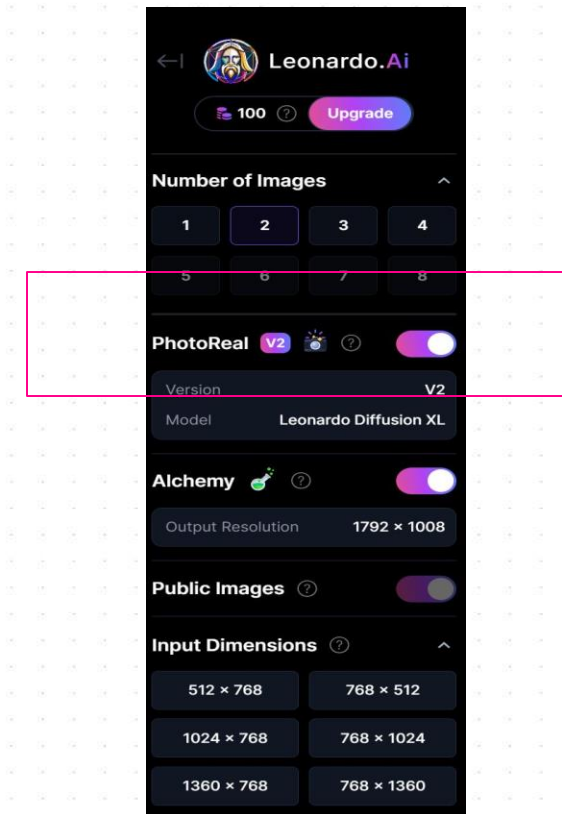 Leonardo.Ai
100 ? Upgrade
Number of Images
1 2 3 4
5 6 7 8
PhotoReal V2 ?
Version V2
Model Leonardo Diffusion XL
Alchemy ?
Output Resolution 1792 × 1008
Public Images ?
Input Dimensions ?
512 × 768 768 × 512
1024 × 768 768 × 1024
1360 × 768 768 × 1360